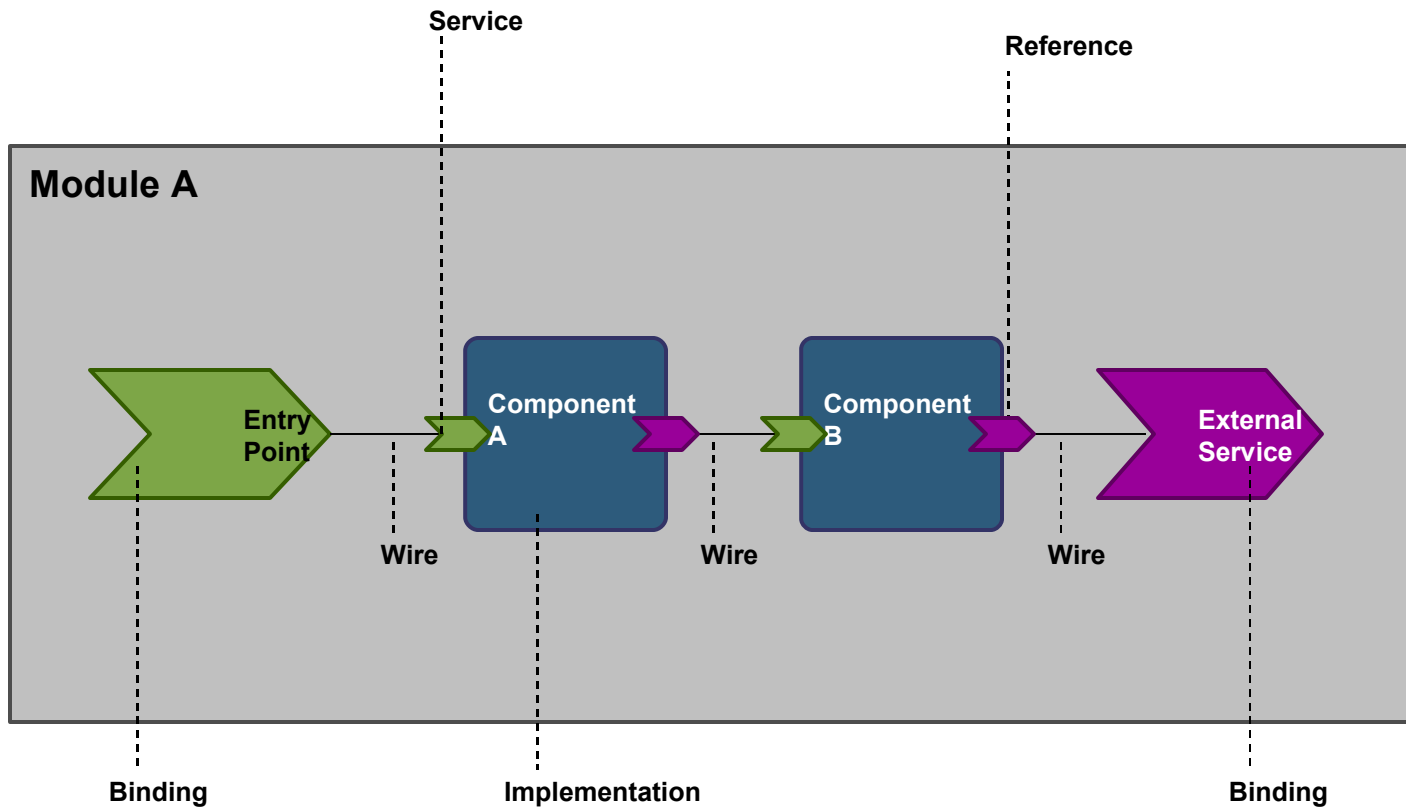 Service
Reference
Module A
Entry
Point
Component
A
Component
B
External
Service
Wire
Wire
Wire
Binding
Implementation
Binding